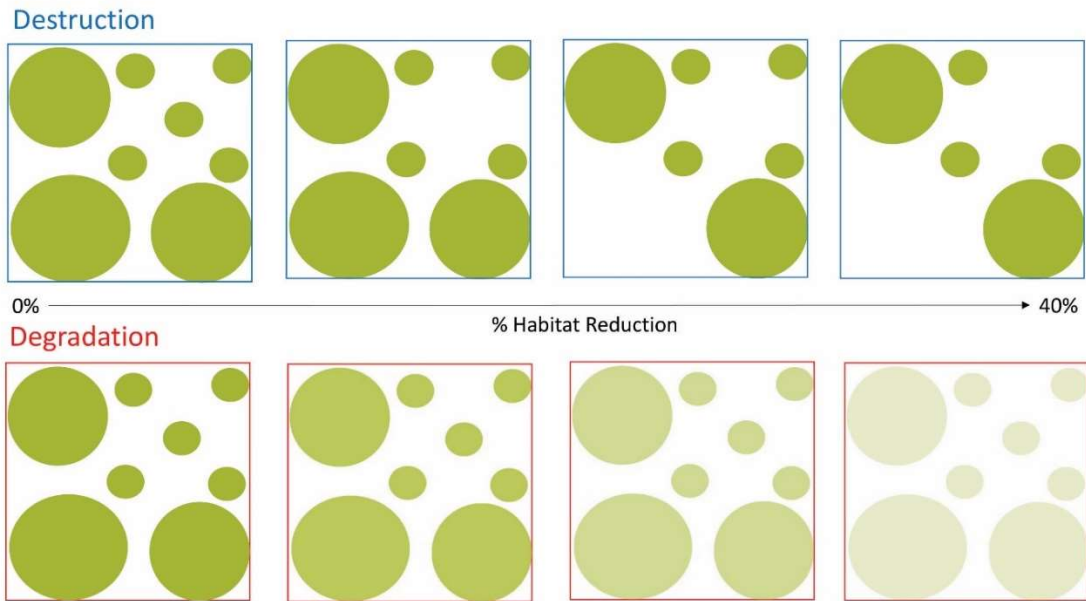 Destruction
0%
40%
% Habitat Reduction
Degradation